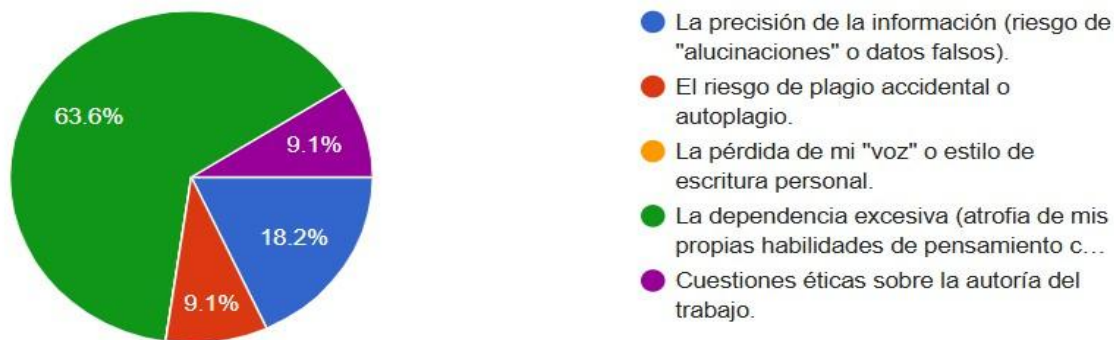 63.6%
9.1%
18.2%
9.1%
La precisión de la información (riesgo de
"alucinaciones" o datos falsos).
El riesgo de plagio accidental o
autoplagio.
La pérdida de mi "voz" o estilo de
escritura personal.
La dependencia excesiva (atrofia de mis
propias habilidades de pensamiento c...
Cuestiones éticas sobre la autoría del
trabajo.